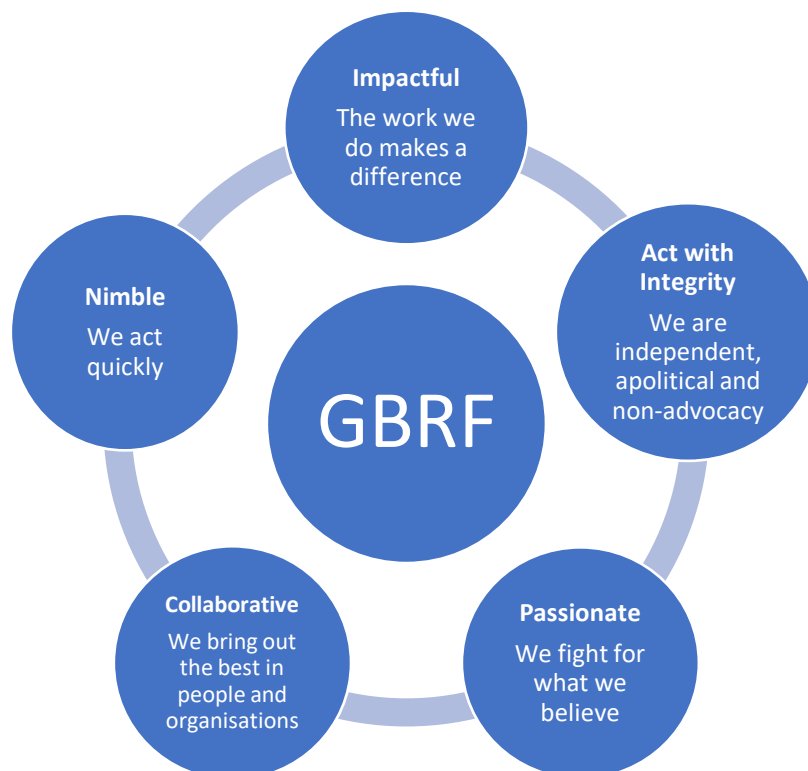 Impactful
The work we
do makes a
difference
Act with
Integrity
We are
independent,
apolitical and
non-advocacy
Passionate
We fight for
what we
believe
Collaborative
We bring out
the best in
people and
organisations
Nimble
We act
quickly
GBRF